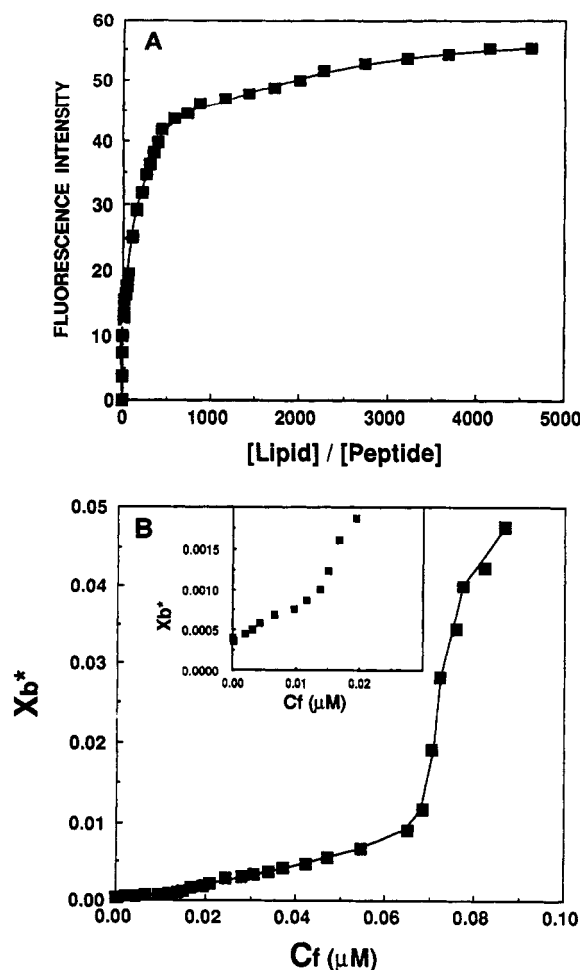 A
FLUORESCENCE INTENSITY
60
50
40
30
20
10
0
0 1000 2000 3000 4000 5000
[Lipid] / [Peptide]
B
Xb*
0.05
0.04
0.03
0.02
0.01
0.00
0.00 0.02 0.04 0.06 0.08 0.10
Cf (μM)
Xb*
0.0015
0.0010
0.0005
0.0000
0.00 0.01 0.02
Cf (μM)